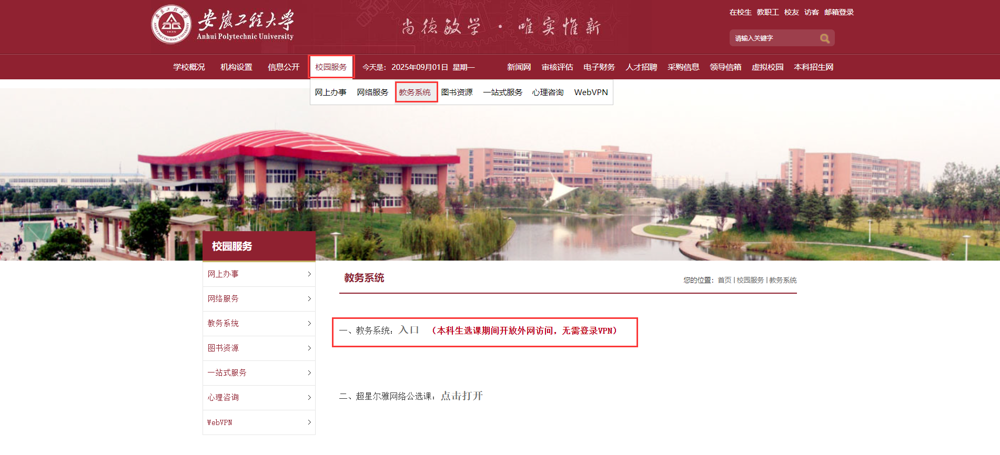 在校生 教职工 校友 访客 邮箱登录
安徽工程大学
Anhui Polytechnic University
尚德敏学 · 唯实惟新
请输入关键字
学校概况 机构设置 信息公开 校园服务 今天是：2025年09月01日 星期一 新闻网 审核评估 电子财务 人才招聘 采购信息 领导信箱 虚拟校园 本科招生网
网上办事 网络服务 教务系统 图书资源 一站式服务 心理咨询 WebVPN
校园服务
网上办事
网络服务
教务系统
图书资源
一站式服务
心理咨询
WebVPN
教务系统
您的位置：首页 | 校园服务 | 教务系统
一、教务系统：入口 （本科生选课期间开放外网访问，无需登录VPN）
二、超星尔雅网络公选课：点击打开